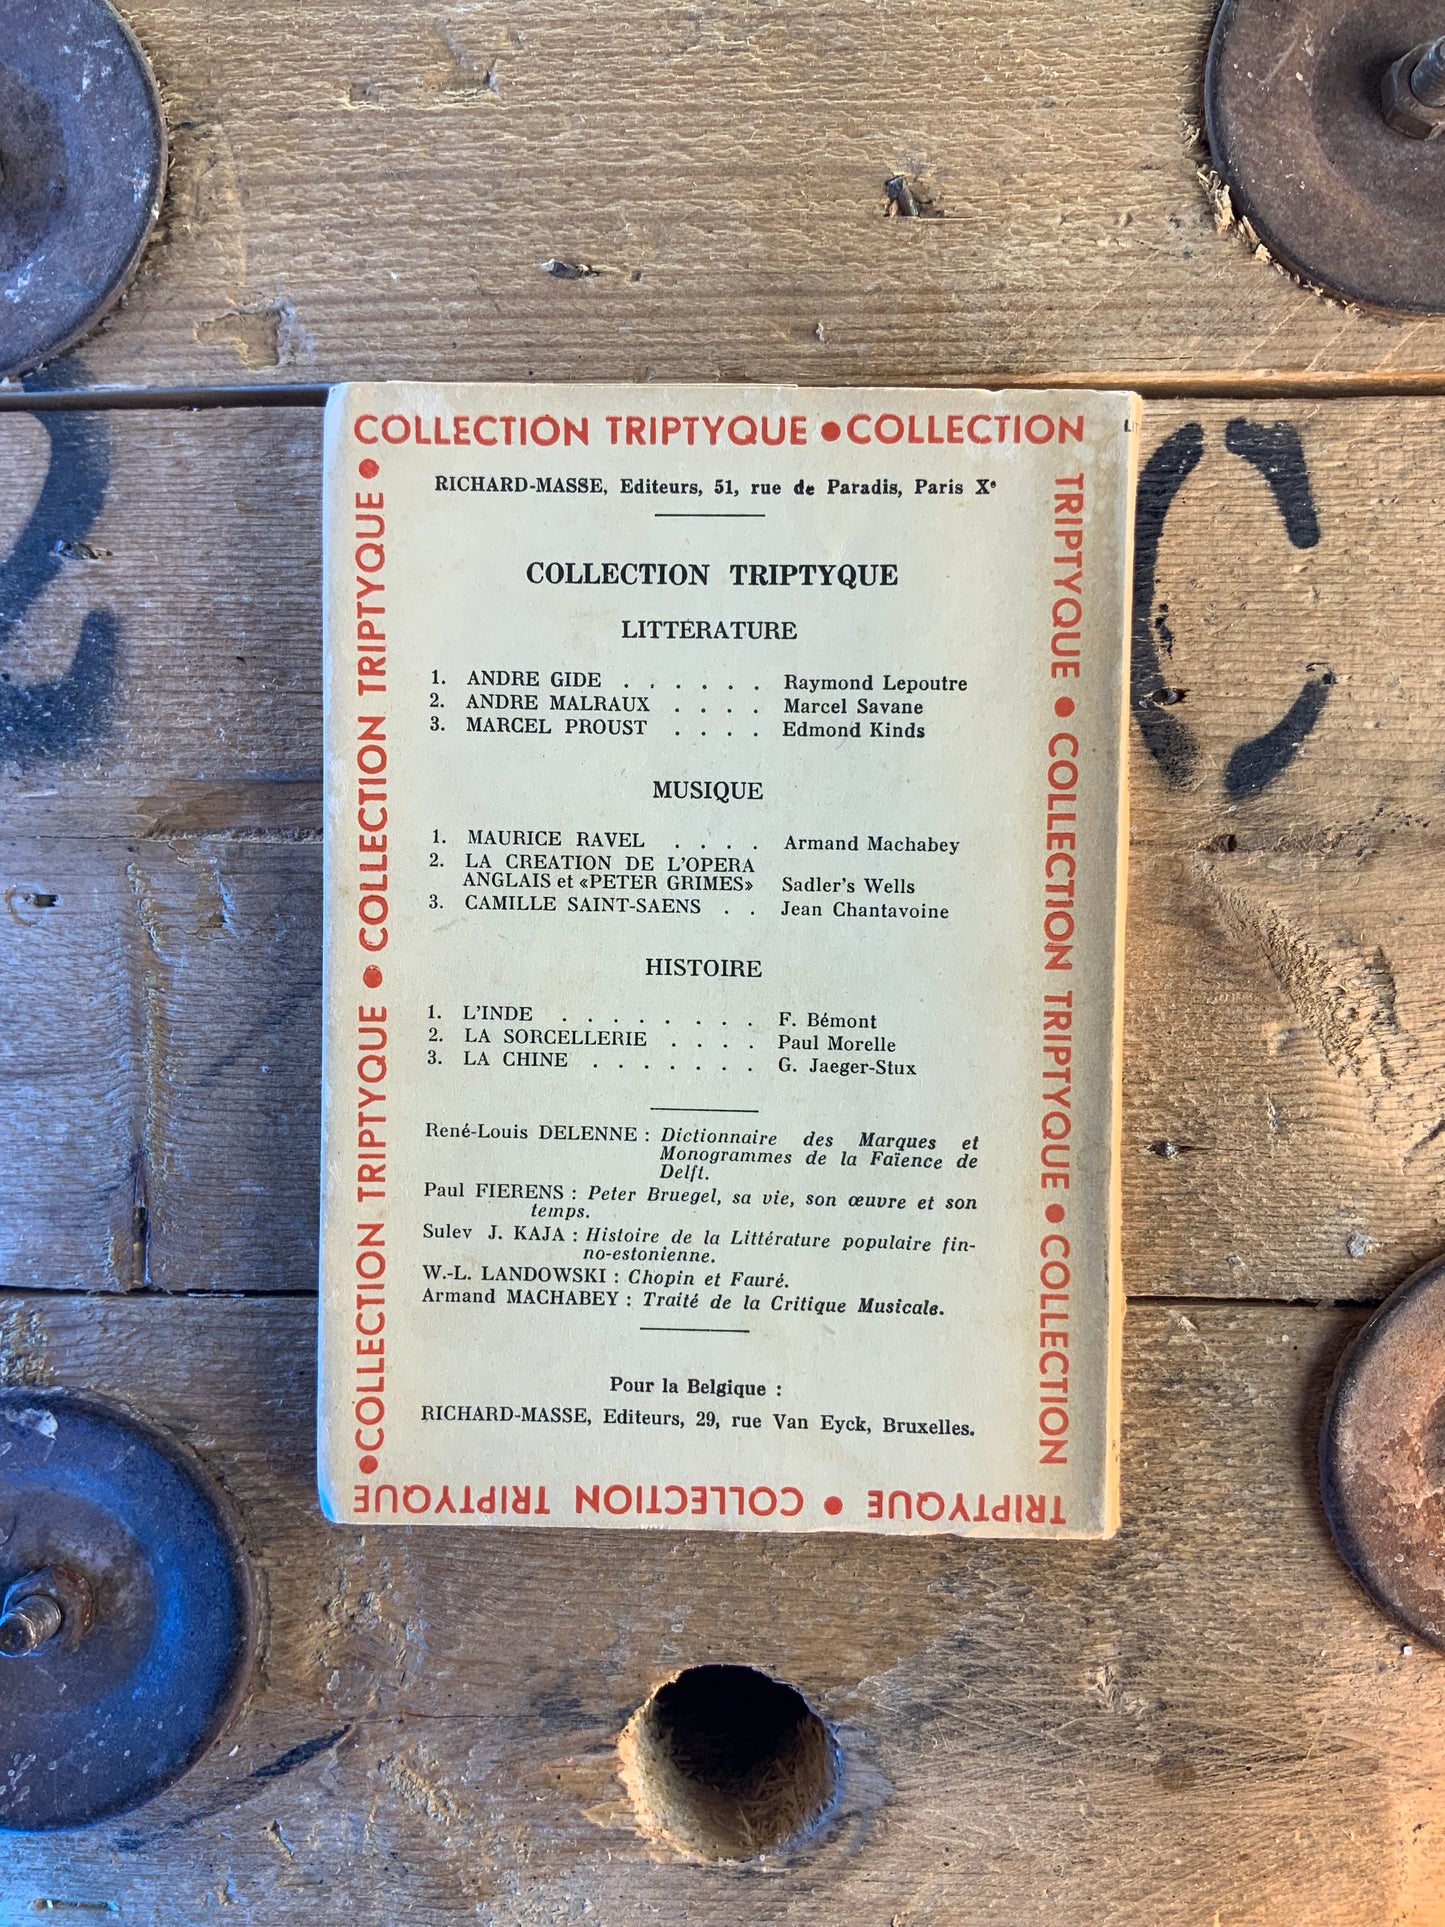 COLLECTION TRIPTYQUE • COLLECTION
TRIPTYQUE • COLLECTION TRIPTYQUE • COLLECTION
TRIPTYQUE • COLLECTION TRIPTYQUE
• COLLECTION TRIPTYQUE • COLLECTION TRIPTYQUE •
RICHARD-MASSE, Editeurs, 51, rue de Paradis, Paris Xe
COLLECTION TRIPTYQUE
LITTERATURE
1. ANDRE GIDE . . . . . . Raymond Lepoutre
2. ANDRE MALRAUX . . . . Marcel Savane
3. MARCEL PROUST . . . . Edmond Kinds
MUSIQUE
1. MAURICE RAVEL . . . . Armand Machabey
2. LA CREATION DE L'OPERA
ANGLAIS et «PETER GRIMES» Sadler's Wells
3. CAMILLE SAINT-SAENS . . Jean Chantavoine
HISTOIRE
1. L'INDE . . . . . . . . F. Bémont
2. LA SORCELLERIE . . . . Paul Morelle
3. LA CHINE . . . . . . . G. Jaeger-Stux
René-Louis DELENNE : Dictionnaire des Marques et
Monogrammes de la Faïence de
Delft.
Paul FIERENS : Peter Bruegel, sa vie, son œuvre et son
temps.
Sulev J. KAJA : Histoire de la Littérature populaire fin-
no-estonienne.
W.-L. LANDOWSKI : Chopin et Fauré.
Armand MACHABEY : Traité de la Critique Musicale.
Pour la Belgique :
RICHARD-MASSE, Editeurs, 29, rue Van Eyck, Bruxelles.